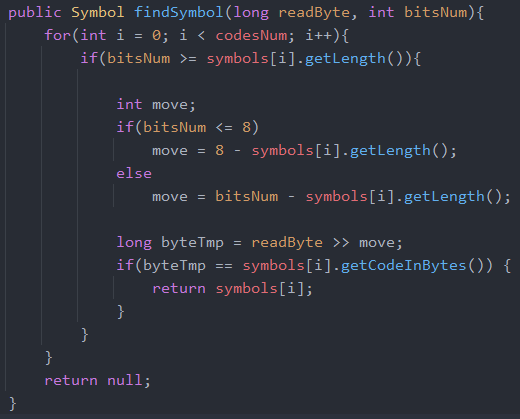 public Symbol findSymbol(long readByte, int bitsNum){
    for(int i = 0; i < codesNum; i++){
        if(bitsNum >= symbols[i].getLength()){

            int move;
            if(bitsNum <= 8)
                move = 8 - symbols[i].getLength();
            else
                move = bitsNum - symbols[i].getLength();

            long byteTmp = readByte >> move;
            if(byteTmp == symbols[i].getCodeInBytes()) {
                return symbols[i];
            }
        }
    }
    return null;
}